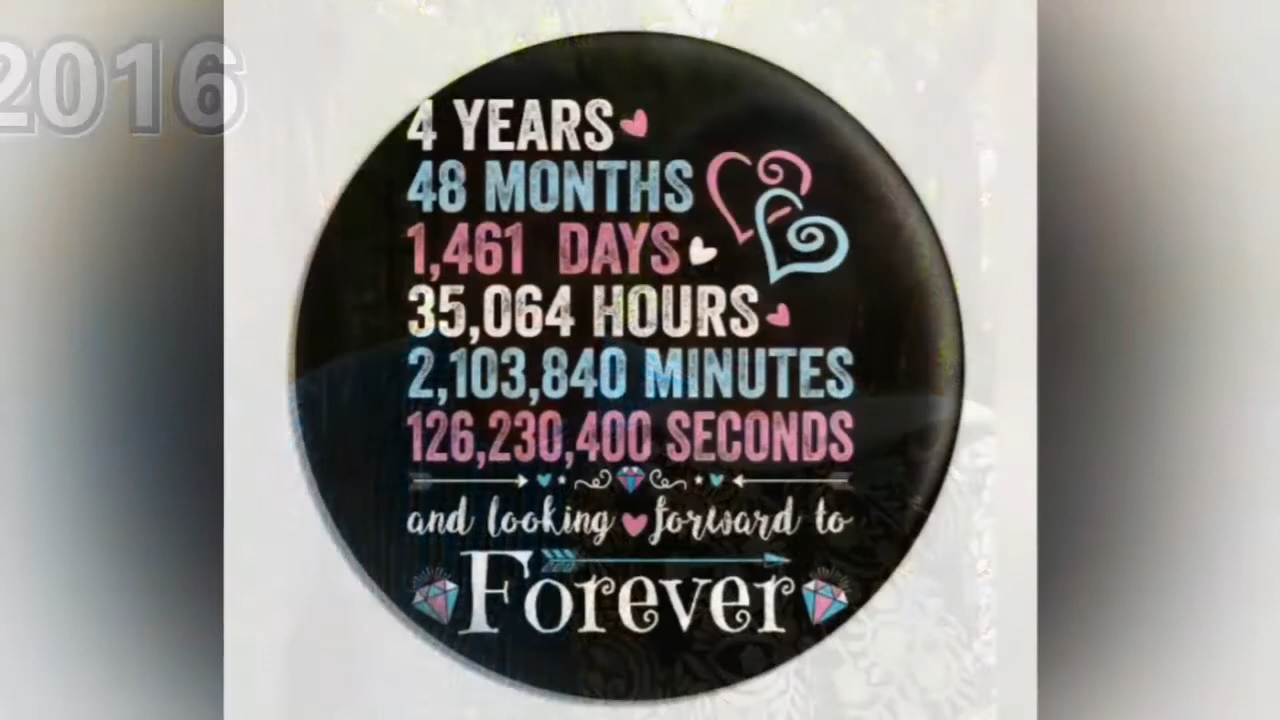 2016
4 YEARS
48 MONTHS
1,461 DAYS
35,064 HOURS
2,103,840 MINUTES
126,230,400 SECONDS
and looking forward to
Forever